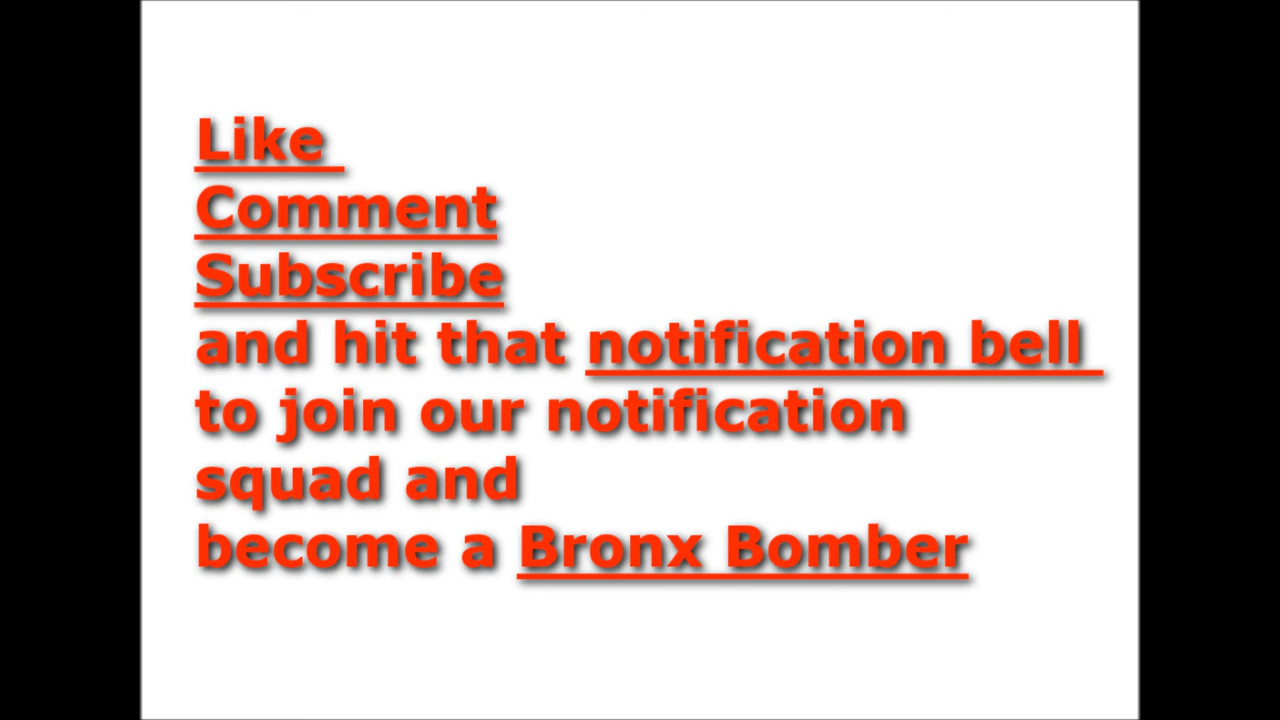 Like
Comment
Subscribe
and hit that notification bell
to join our notification
squad and
become a Bronx Bomber